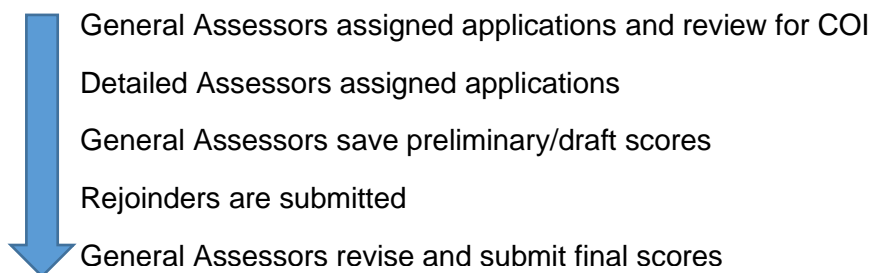 General Assessors assigned applications and review for COI
Detailed Assessors assigned applications
General Assessors save preliminary/draft scores
Rejoinders are submitted
General Assessors revise and submit final scores